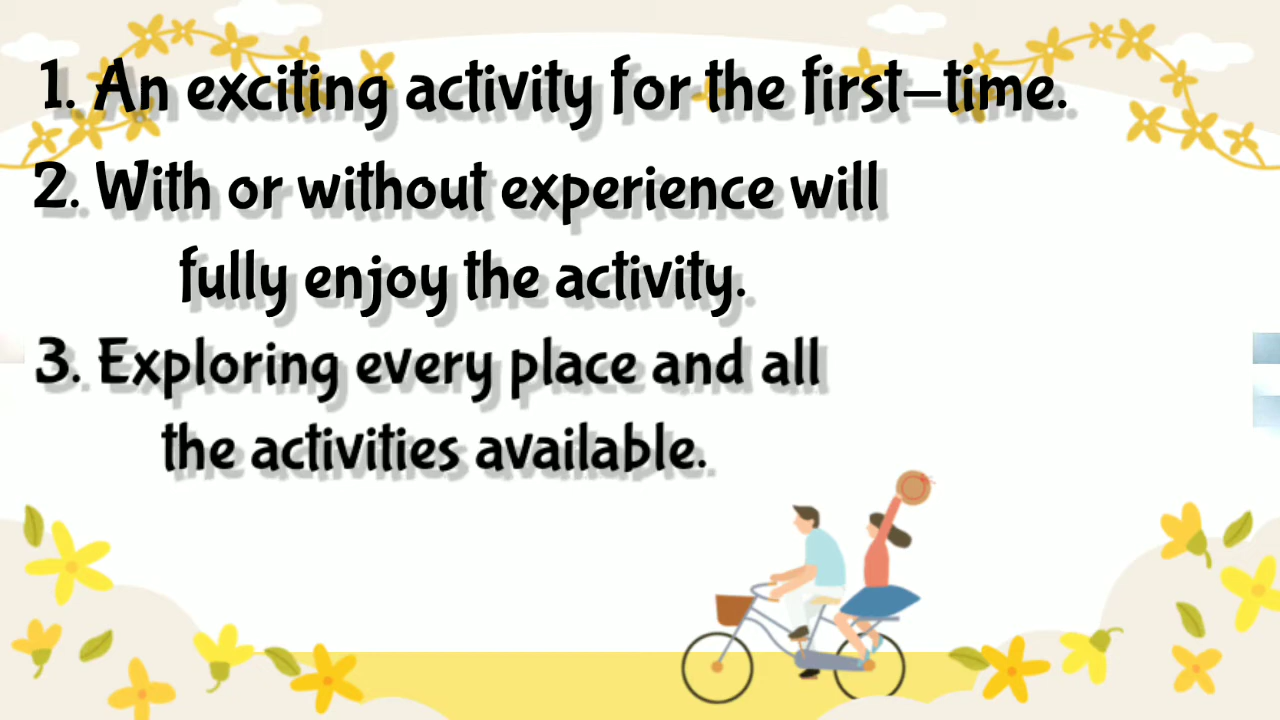 1. An exciting activity for the first–time.
2. With or without experience will
fully enjoy the activity.
3. Exploring every place and all
the activities available.